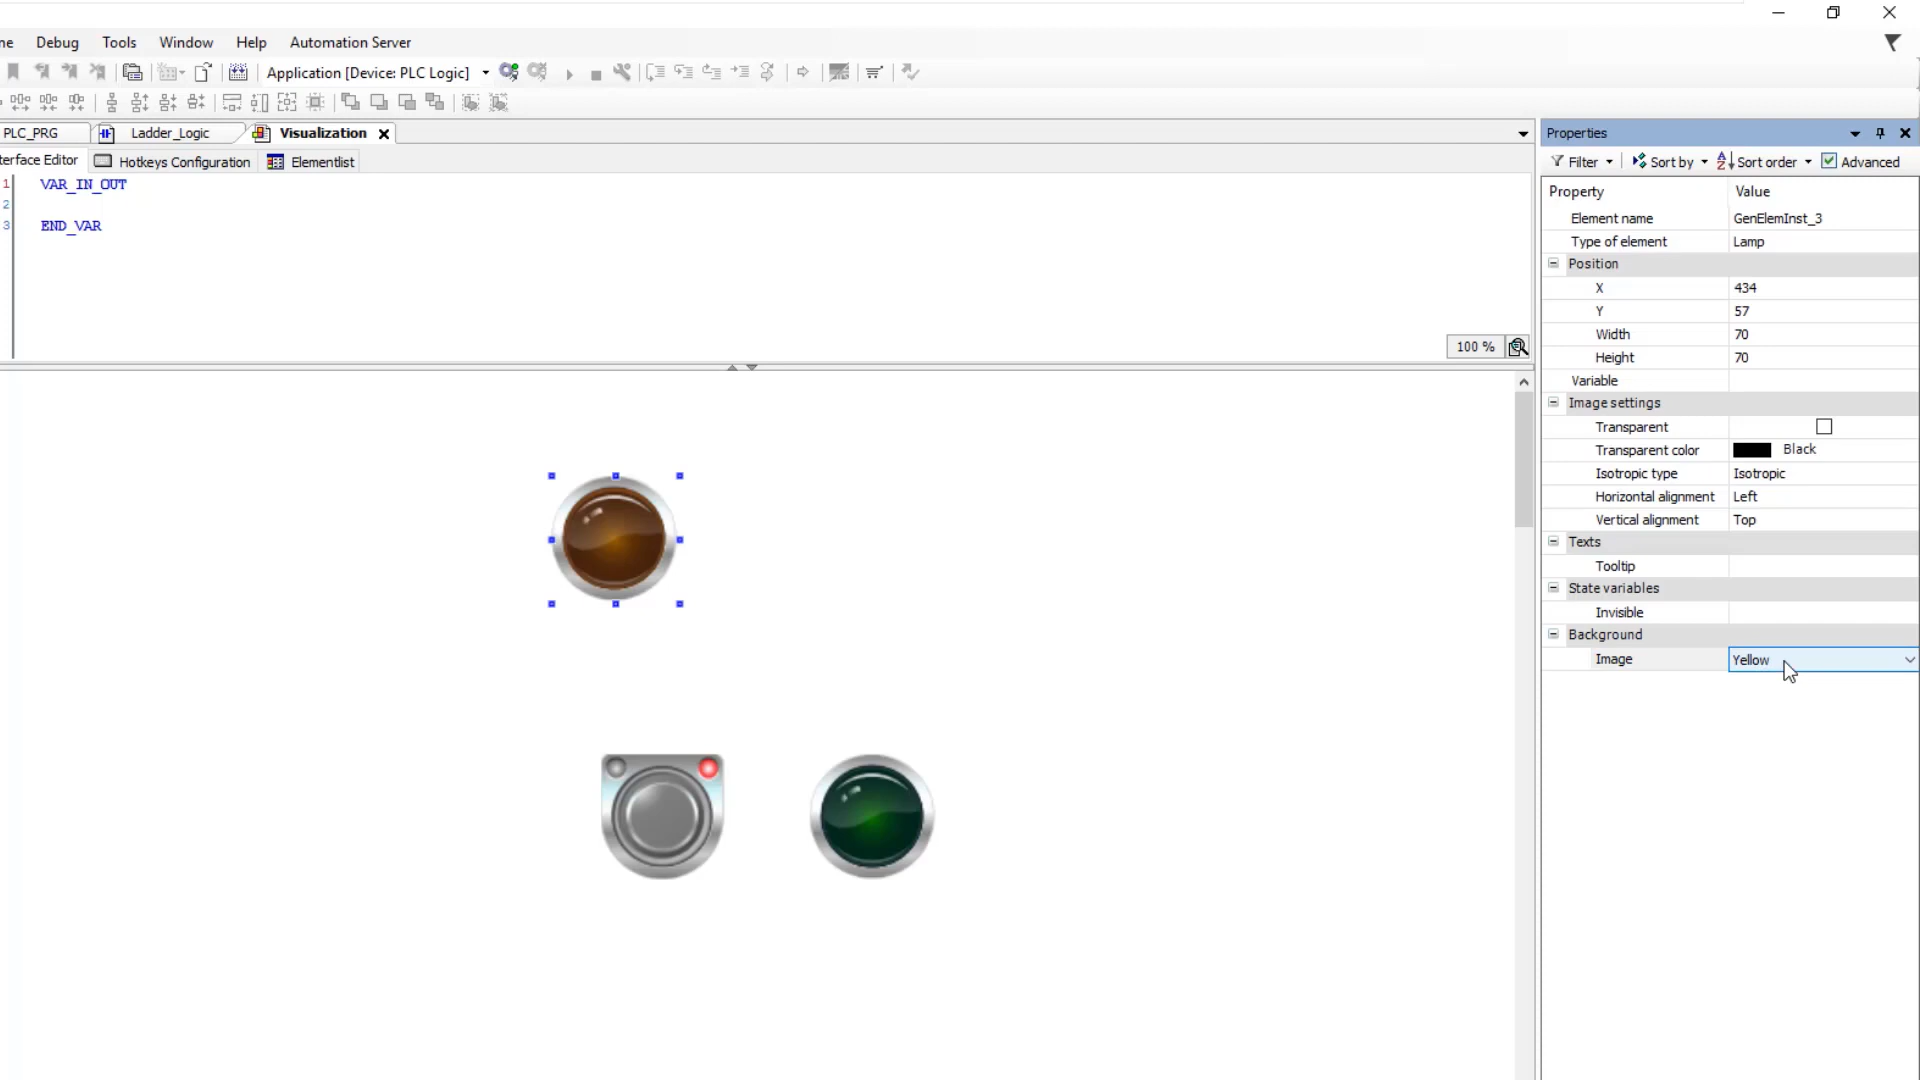 ne Debug Tools Window Help Automation Server
Application [Device: PLC Logic]
PLC_PRG Ladder_Logic Visualization
terface Editor Hotkeys Configuration Elementlist
1 VAR_IN_OUT
2
3 END_VAR
100 %
Properties
Filter Sort by Sort order Advanced
Property Value
Element name GenElemInst_3
Type of element Lamp
Position
X 434
Y 57
Width 70
Height 70
Variable
Image settings
Transparent
Transparent color Black
Isotropic type Isotropic
Horizontal alignment Left
Vertical alignment Top
Texts
Tooltip
State variables
Invisible
Background
Image Yellow